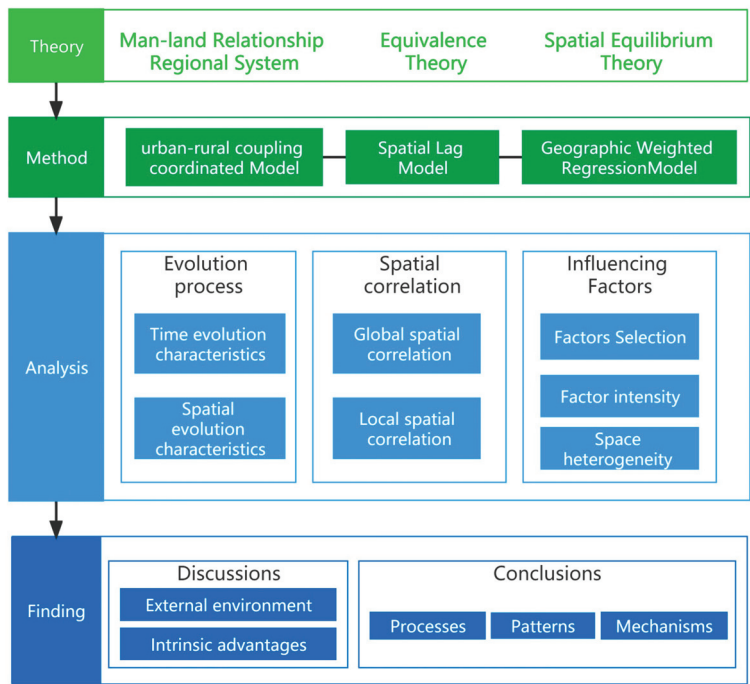 Theory
Man-land Relationship
Regional System
Equivalence
Theory
Spatial Equilibrium
Theory
Method
urban-rural coupling
coordinated Model
Spatial Lag
Model
Geographic Weighted
RegressionModel
Analysis
Evolution
process
Time evolution
characteristics
Spatial
evolution
characteristics
Spatial
correlation
Global spatial
correlation
Local spatial
correlation
Influencing
Factors
Factors Selection
Factor intensity
Space
heterogeneity
Finding
Discussions
External environment
Intrinsic advantages
Conclusions
Processes
Patterns
Mechanisms